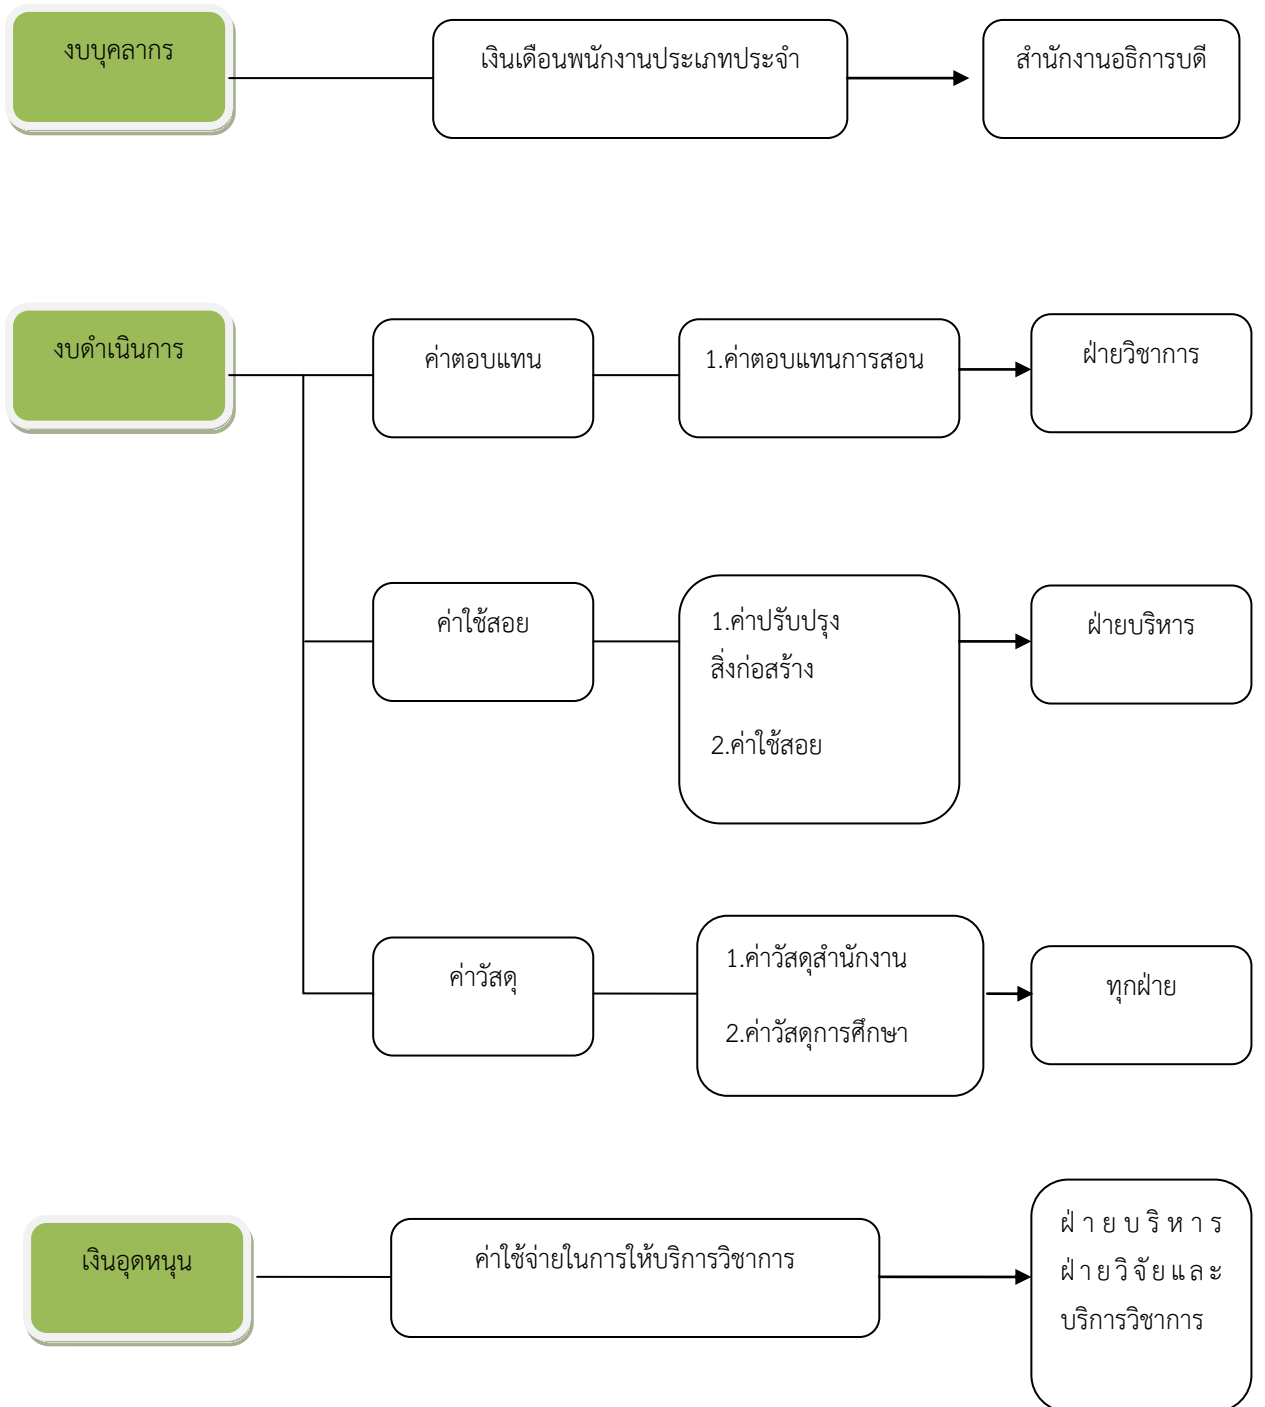 งบบุคลากร
เงินเดือนพนักงานประเภทประจำ
สำนักงานอธิการบดี
งบดำเนินการ
ค่าตอบแทน
1.ค่าตอบแทนการสอน
ฝ่ายวิชาการ
ค่าใช้สอย
1.ค่าปรับปรุง
สิ่งก่อสร้าง
2.ค่าใช้สอย
ฝ่ายบริหาร
ค่าวัสดุ
1.ค่าวัสดุสำนักงาน
2.ค่าวัสดุการศึกษา
ทุกฝ่าย
เงินอุดหนุน
ค่าใช้จ่ายในการให้บริการวิชาการ
ฝ่ายบริหาร
ฝ่ายวิจัยและ
บริการวิชาการ